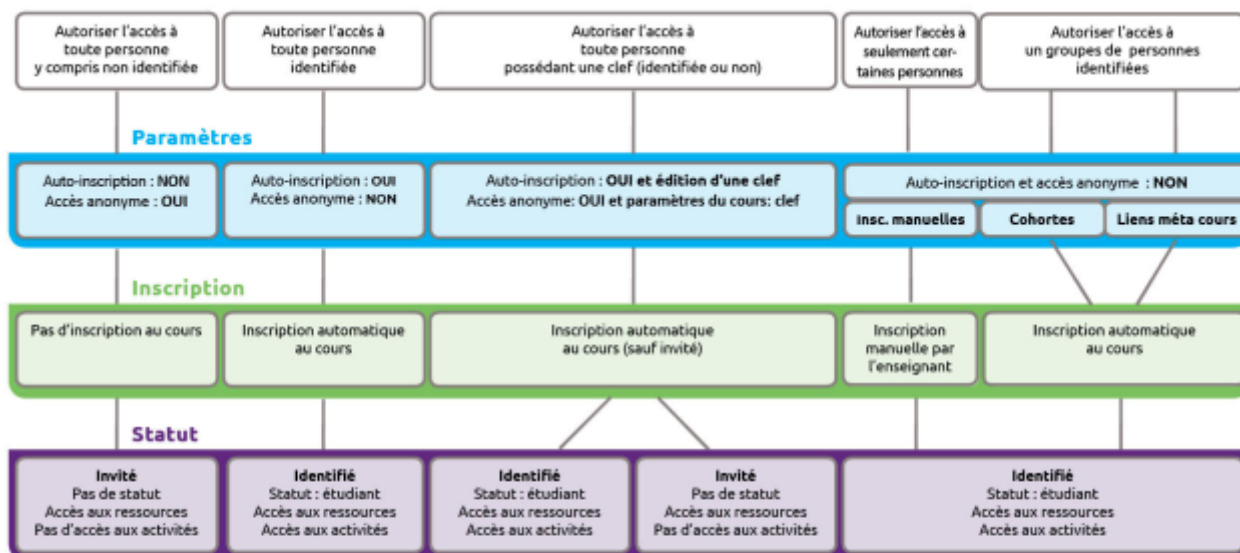 Autoriser l'accès à
toute personne
y compris non identifiée
Autoriser l'accès à
toute personne
identifiée
Autoriser l'accès à
toute personne
possédant une clef (identifiée ou non)
Autoriser l'accès à
seulement cer-
taines personnes
Autoriser l'accès à
un groupes de personnes
identifiées
Paramètres
Auto-inscription : NON
Accès anonyme : OUI
Auto-inscription : OUI
Accès anonyme : NON
Auto-inscription : OUI et édition d'une clef
Accès anonyme: OUI et paramètres du cours: clef
Auto-inscription et accès anonyme : NON
Insc. manuelles
Cohortes
Liens méta cours
Inscription
Pas d'inscription au cours
Inscription automatique
au cours
Inscription automatique
au cours (sauf invité)
Inscription
manuelle par
l'enseignant
Inscription automatique
au cours
Statut
Invité
Pas de statut
Accès aux ressources
Pas d'accès aux activités
Identifié
Statut : étudiant
Accès aux ressources
Accès aux activités
Identifié
Statut : étudiant
Accès aux ressources
Accès aux activités
Invité
Pas de statut
Accès aux ressources
Pas d'accès aux activités
Identifié
Statut : étudiant
Accès aux ressources
Accès aux activités